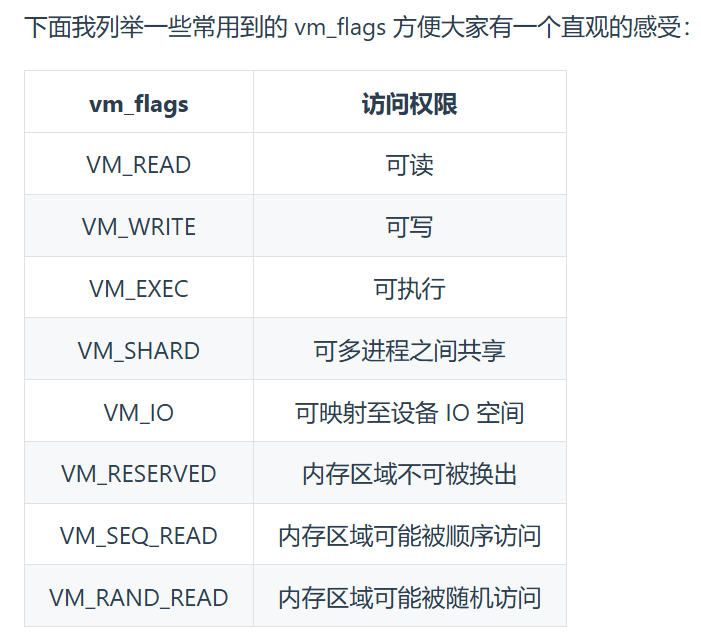 下面我列举一些常用到的 vm_flags 方便大家有一个直观的感受：
vm_flags 访问权限
VM_READ 可读
VM_WRITE 可写
VM_EXEC 可执行
VM_SHARD 可多进程之间共享
VM_IO 可映射至设备 IO 空间
VM_RESERVED 内存区域不可被换出
VM_SEQ_READ 内存区域可能被顺序访问
VM_RAND_READ 内存区域可能被随机访问